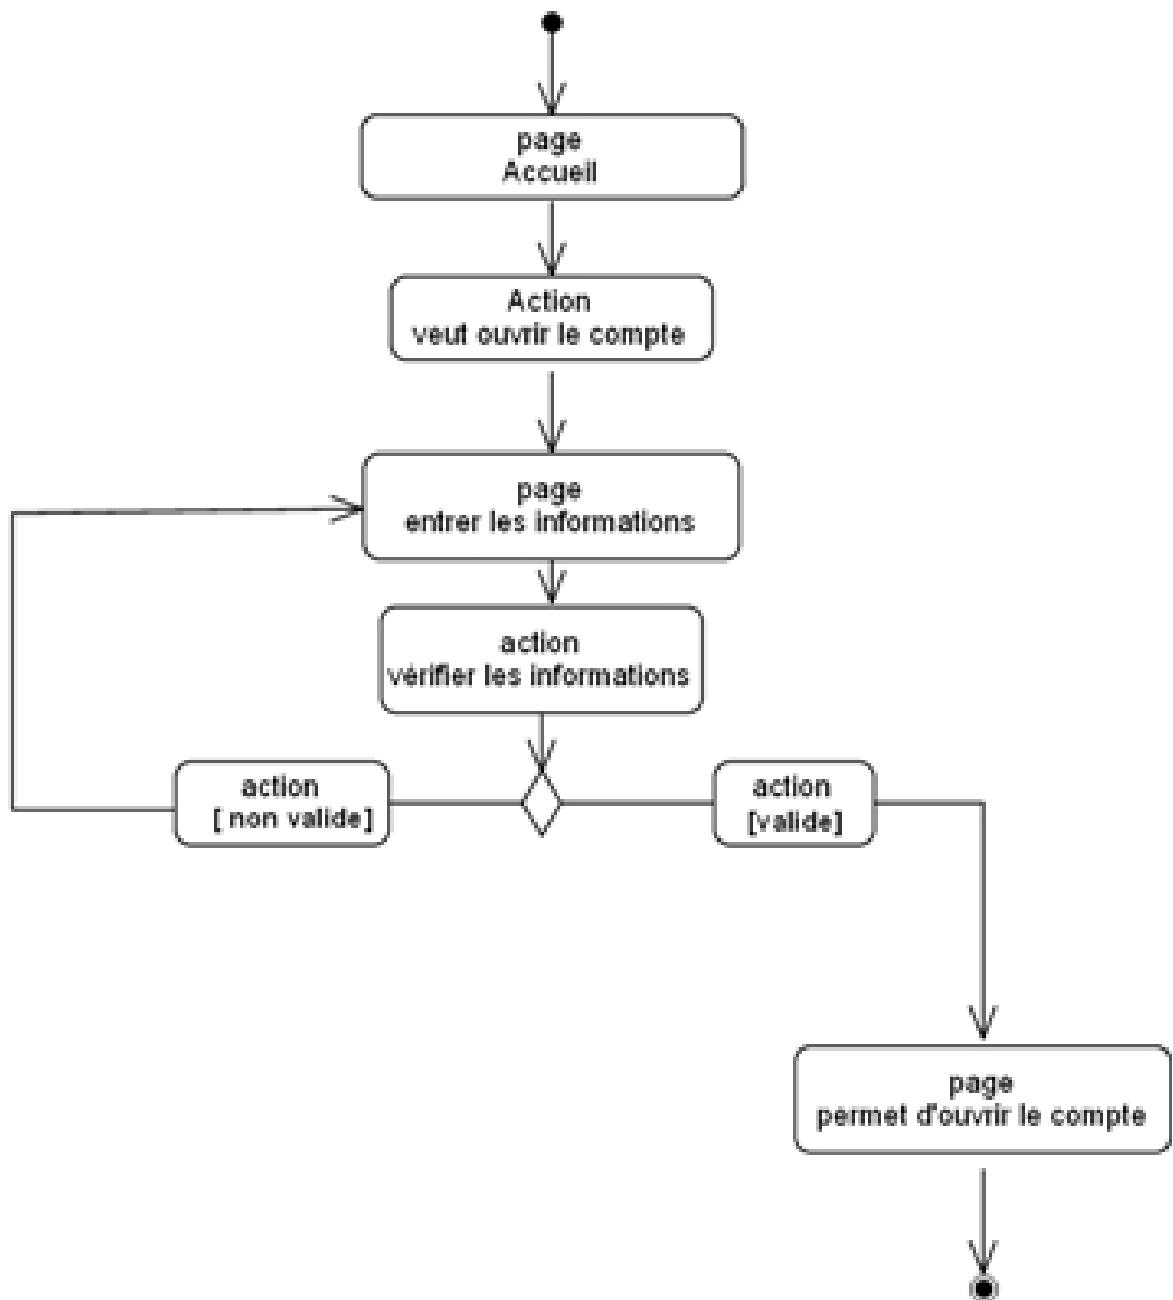 page
Accueil
Action
veut ouvrir le compte
page
entrer les informations
action
vérifier les informations
action
[ non valide]
action
[valide]
page
permet d'ouvrir le compte